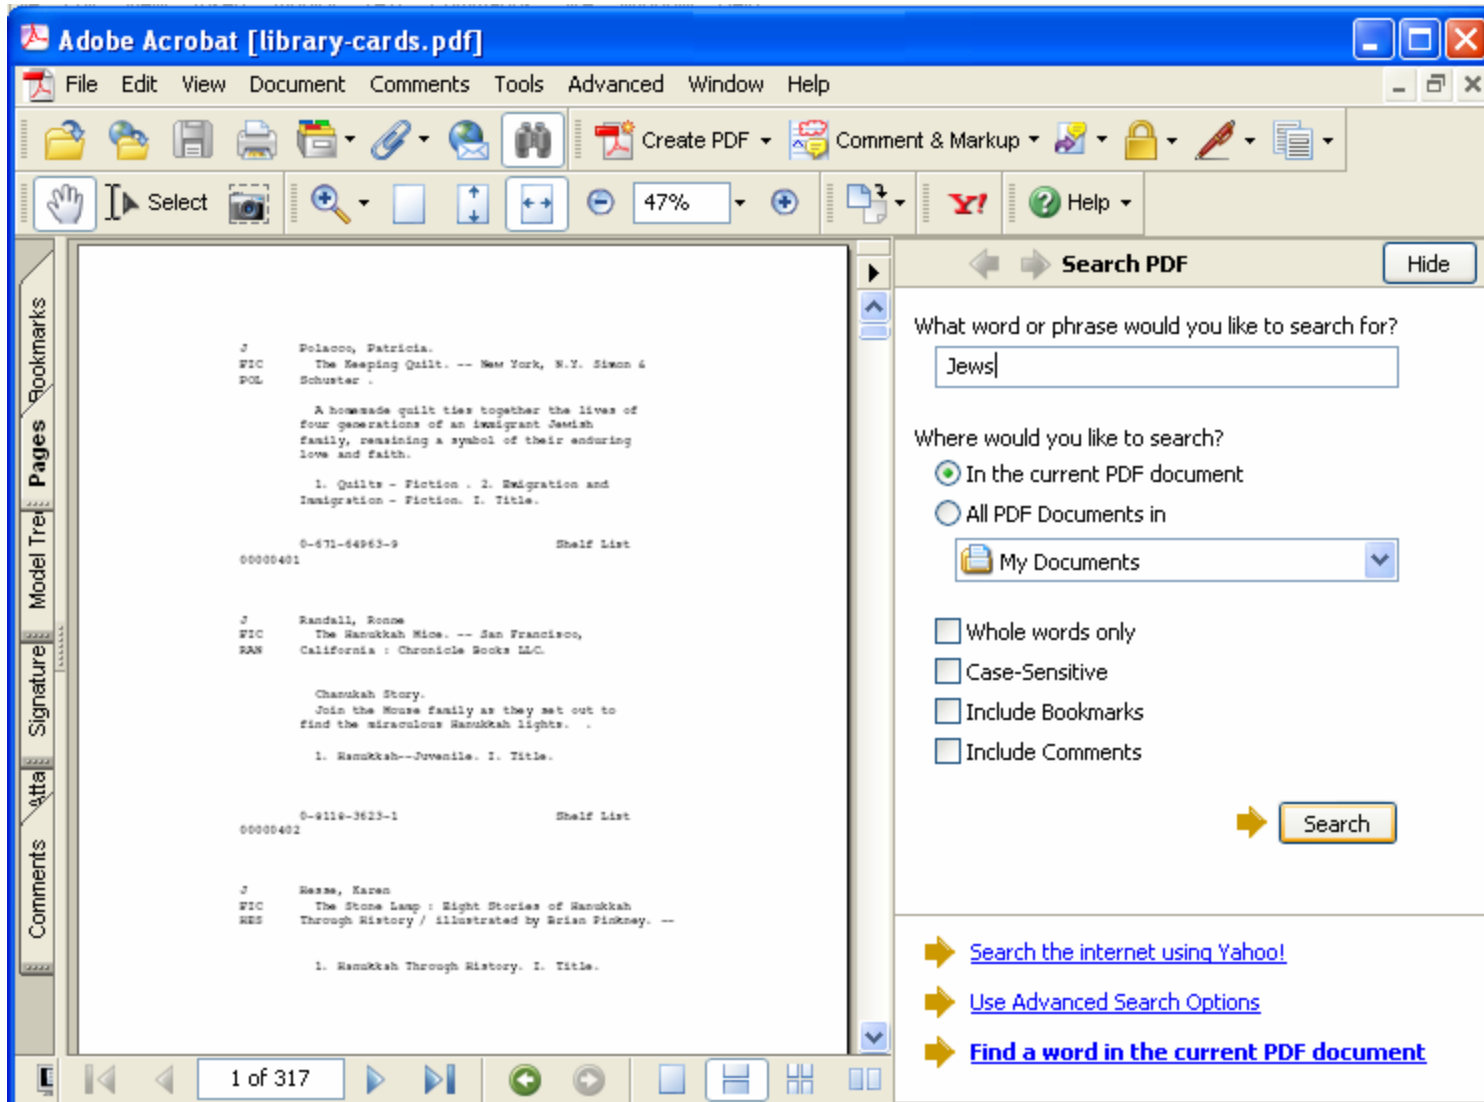 Adobe Acrobat [library-cards.pdf]
File Edit View Document Comments Tools Advanced Window Help
Create PDF Comment & Markup
Select 47% Y! Help
Bookmarks
Pages
Model Tre
Signature
Atta
Comments
J Polacco, Patricia.
FIC The Keeping Quilt. -- New York, N.Y. Simon &
POL Schuster .
A homemade quilt ties together the lives of
four generations of an immigrant Jewish
family, remaining a symbol of their enduring
love and faith.
1. Quilts - Fiction . 2. Emigration and
Immigration - Fiction. I. Title.
0-671-64963-9 Shelf List
00000401
J Randall, Ronne
FIC The Hanukkah Mice. -- San Francisco,
RAN California : Chronicle Books LLC.
Chanukah Story.
Join the Mouse family as they set out to
find the miraculous Hanukkah lights. .
1. Hanukkah--Juvenile. I. Title.
0-8118-3623-1 Shelf List
00000402
J Hesse, Karen
FIC The Stone Lamp : Eight Stories of Hanukkah
HES Through History / illustrated by Brian Pinkney. --
1. Hanukkah Through History. I. Title.
1 of 317
Search PDF
Hide
What word or phrase would you like to search for?
Jews
Where would you like to search?
In the current PDF document
All PDF Documents in
My Documents
Whole words only
Case-Sensitive
Include Bookmarks
Include Comments
Search
Search the internet using Yahoo!
Use Advanced Search Options
Find a word in the current PDF document